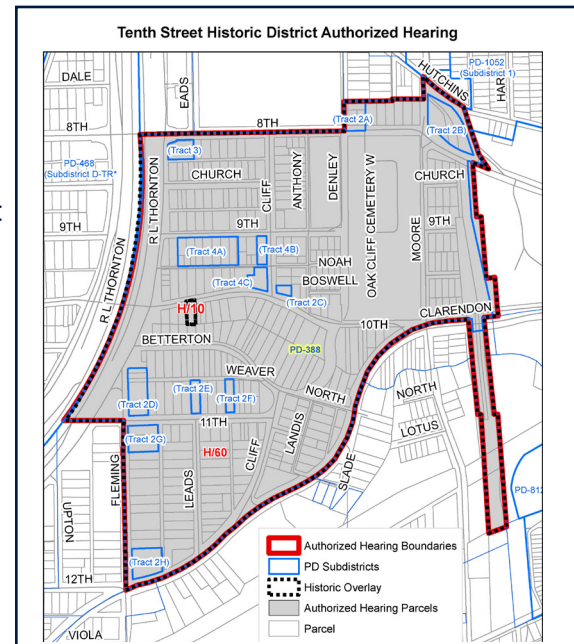 Tenth Street Historic District Authorized Hearing
DALE
EADS
HUTCHINS
PD-1052
(Subdistrict 1)
8TH
8TH
(Tract 2A)
(Tract 2B)
(Tract 3)
PD-468
(Subdistrict D-TR*
R L THORNTON
CHURCH
CLIFF
ANTHONY
DENLEY
OAK CLIFF CEMETERY W
MOORE
CHURCH
9TH
9TH
9TH
R L THORNTON
(Tract 4A)
(Tract 4B)
NOAH
BOSWELL
(Tract 4C)
(Tract 2C)
H/10
CLARENDON
10TH
BETTERTON
PD-388
WEAVER
NORTH
NORTH
(Tract 2D)
(Tract 2E)
(Tract 2F)
11TH
LOTUS
(Tract 2G)
H/60
LANDIS
CLIFF
SLADE
FLEMING
LEADS
UPTON
PD-812
(Tract 2H)
12TH
VIOLA
Authorized Hearing Boundaries
PD Subdistricts
Historic Overlay
Authorized Hearing Parcels
Parcel